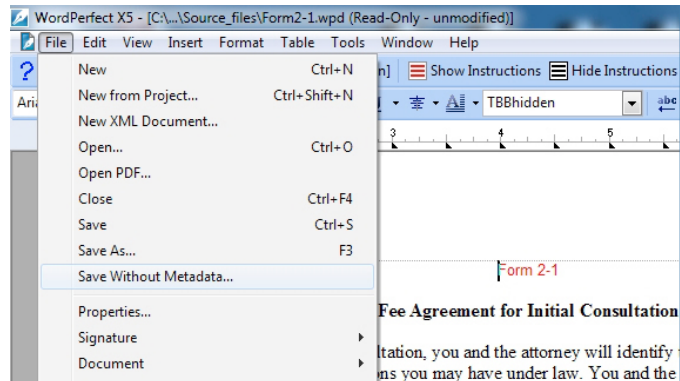 WordPerfect X5 - [C:\...\Source_files\Form2-1.wpd (Read-Only - unmodified)]
File Edit View Insert Format Table Tools Window Help
n] Show Instructions Hide Instructions
Aria TBBhidden abc
New Ctrl+N
New from Project... Ctrl+Shift+N
New XML Document...
Open... Ctrl+O
Open PDF...
Close Ctrl+F4
Save Ctrl+S
Save As... F3
Save Without Metadata...
Properties...
Signature
Document
3 4 5
Form 2-1
Fee Agreement for Initial Consultation
ltation, you and the attorney will identify
ns you may have under law. You and the